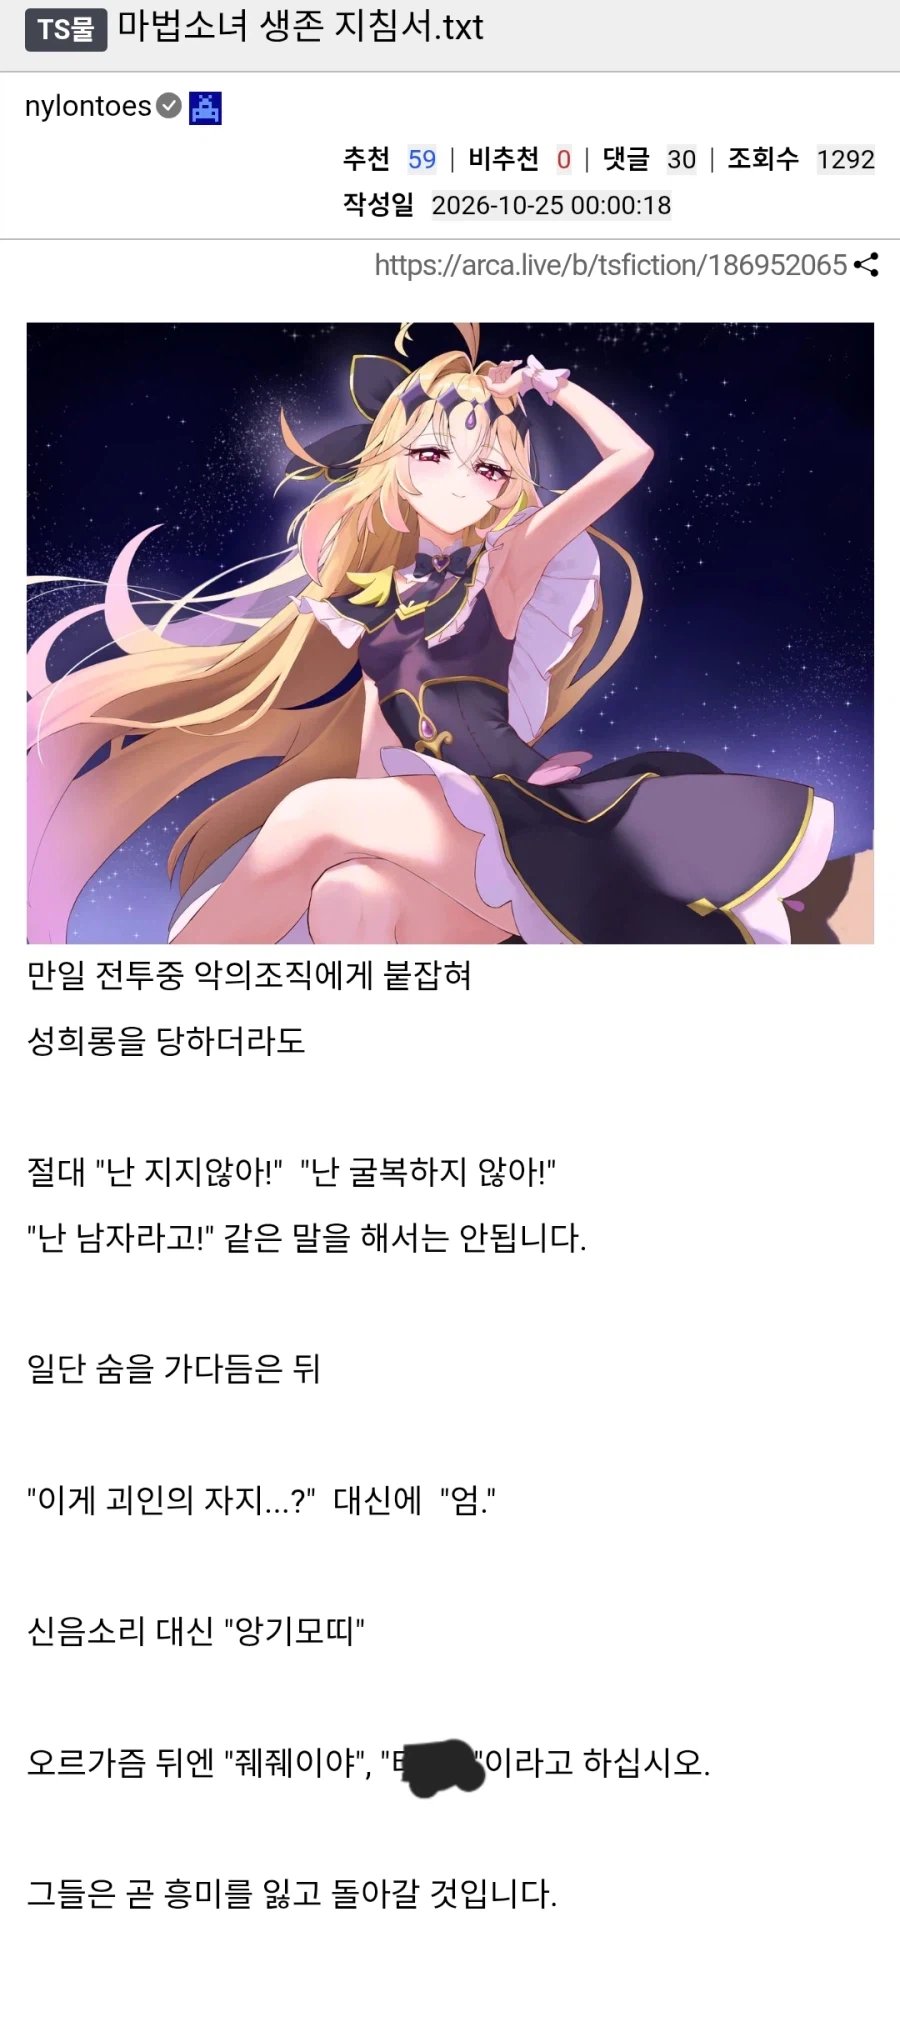 TS물 마법소녀 생존 지침서.txt
nylontoes
추천 59 | 비추천 0 | 댓글 30 | 조회수 1292
작성일 2026-10-25 00:00:18
https://arca.live/b/tsfiction/186952065
만일 전투중 악의조직에게 붙잡혀
성희롱을 당하더라도
절대 "난 지지않아!" "난 굴복하지 않아!"
"난 남자라고!" 같은 말을 해서는 안됩니다.
일단 숨을 가다듬은 뒤
"이게 괴인의 자지...?" 대신에 "엄."
신음소리 대신 "앙기모띠"
오르가즘 뒤엔 "줴줴이야", "이라고 하십시오.
그들은 곧 흥미를 잃고 돌아갈 것입니다.